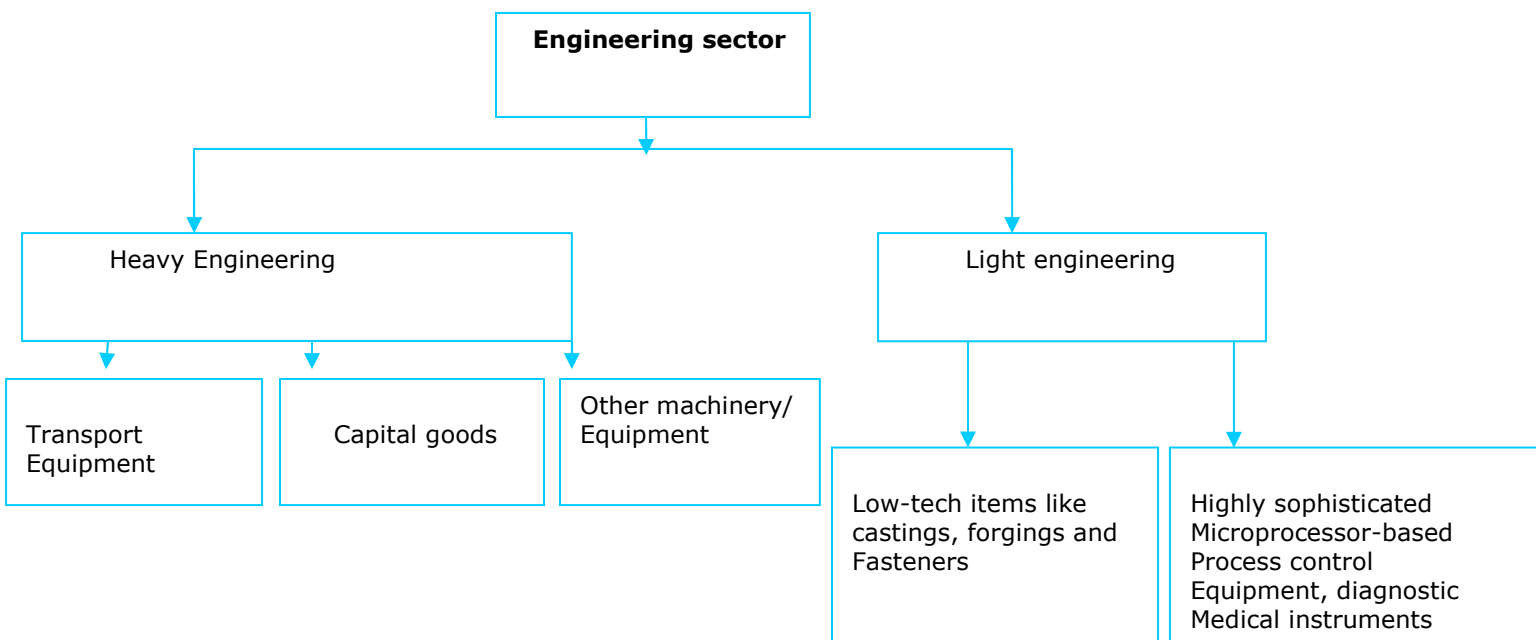 Engineering sector
Heavy Engineering
Light engineering
Transport
Equipment
Capital goods
Other machinery/
Equipment
Low-tech items like
castings, forgings and
Fasteners
Highly sophisticated
Microprocessor-based
Process control
Equipment, diagnostic
Medical instruments